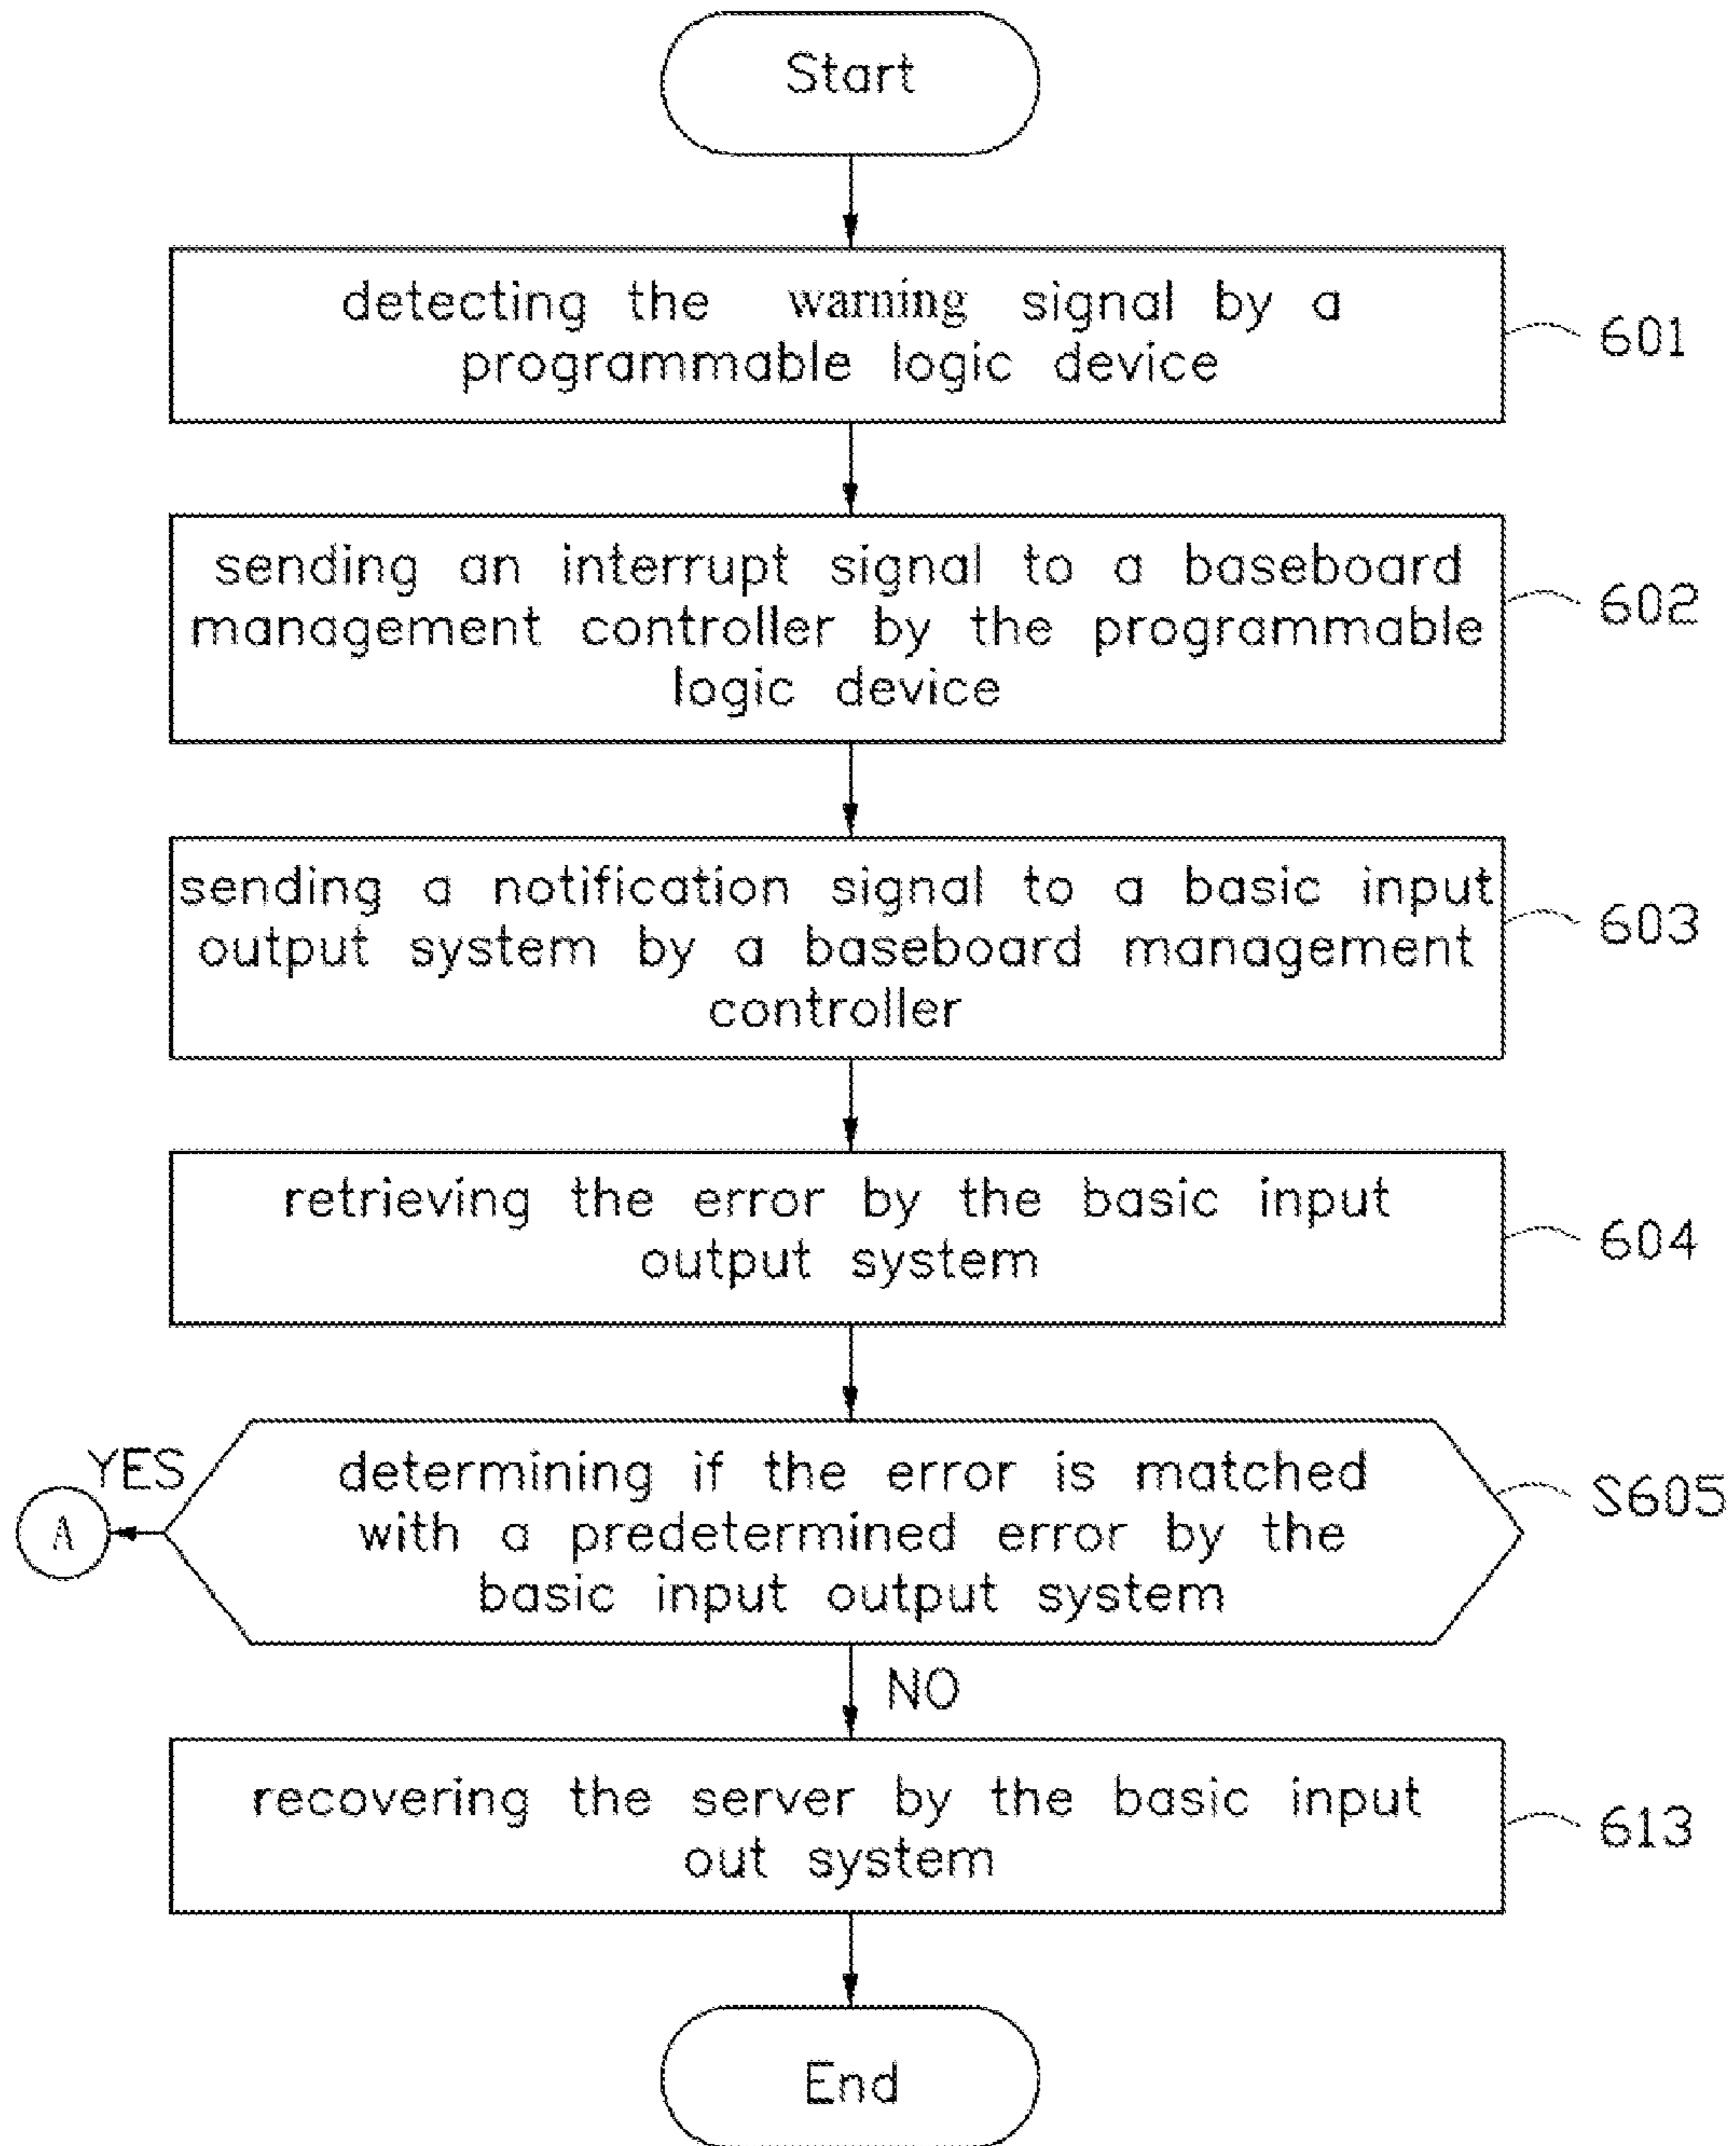 Start
detecting the warning signal by a
programmable logic device
601
sending an interrupt signal to a baseboard
management controller by the programmable
logic device
602
sending a notification signal to a basic input
output system by a baseboard management
controller
603
retrieving the error by the basic input
output system
604
YES
A
determining if the error is matched
with a predetermined error by the
basic input output system
S605
NO
recovering the server by the basic input
out system
613
End